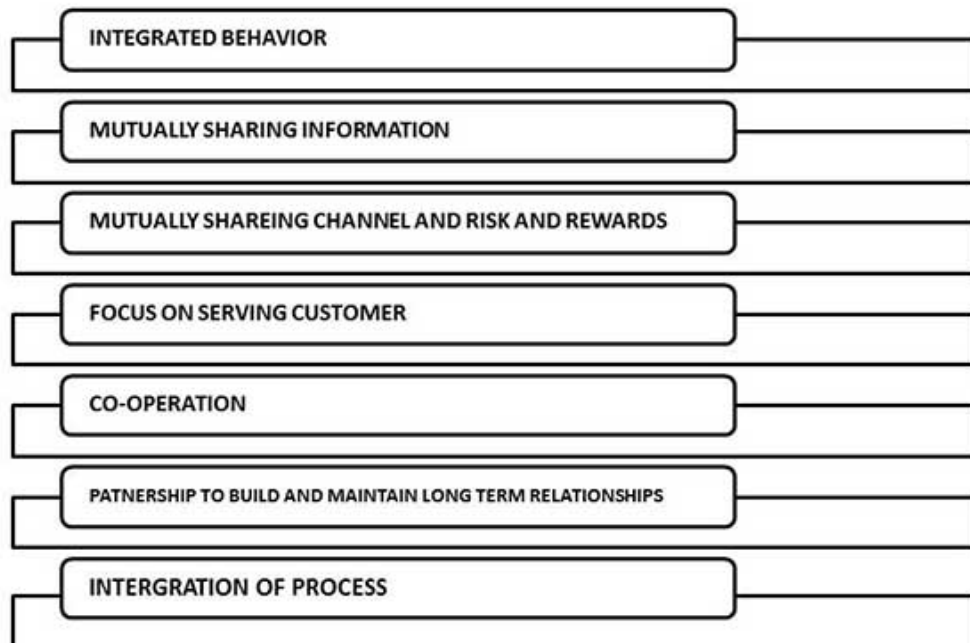 INTEGRATED BEHAVIOR
MUTUALLY SHARING INFORMATION
MUTUALLY SHAREING CHANNEL AND RISK AND REWARDS
FOCUS ON SERVING CUSTOMER
CO-OPERATION
PATNERSHIP TO BUILD AND MAINTAIN LONG TERM RELATIONSHIPS
INTERGRATION OF PROCESS